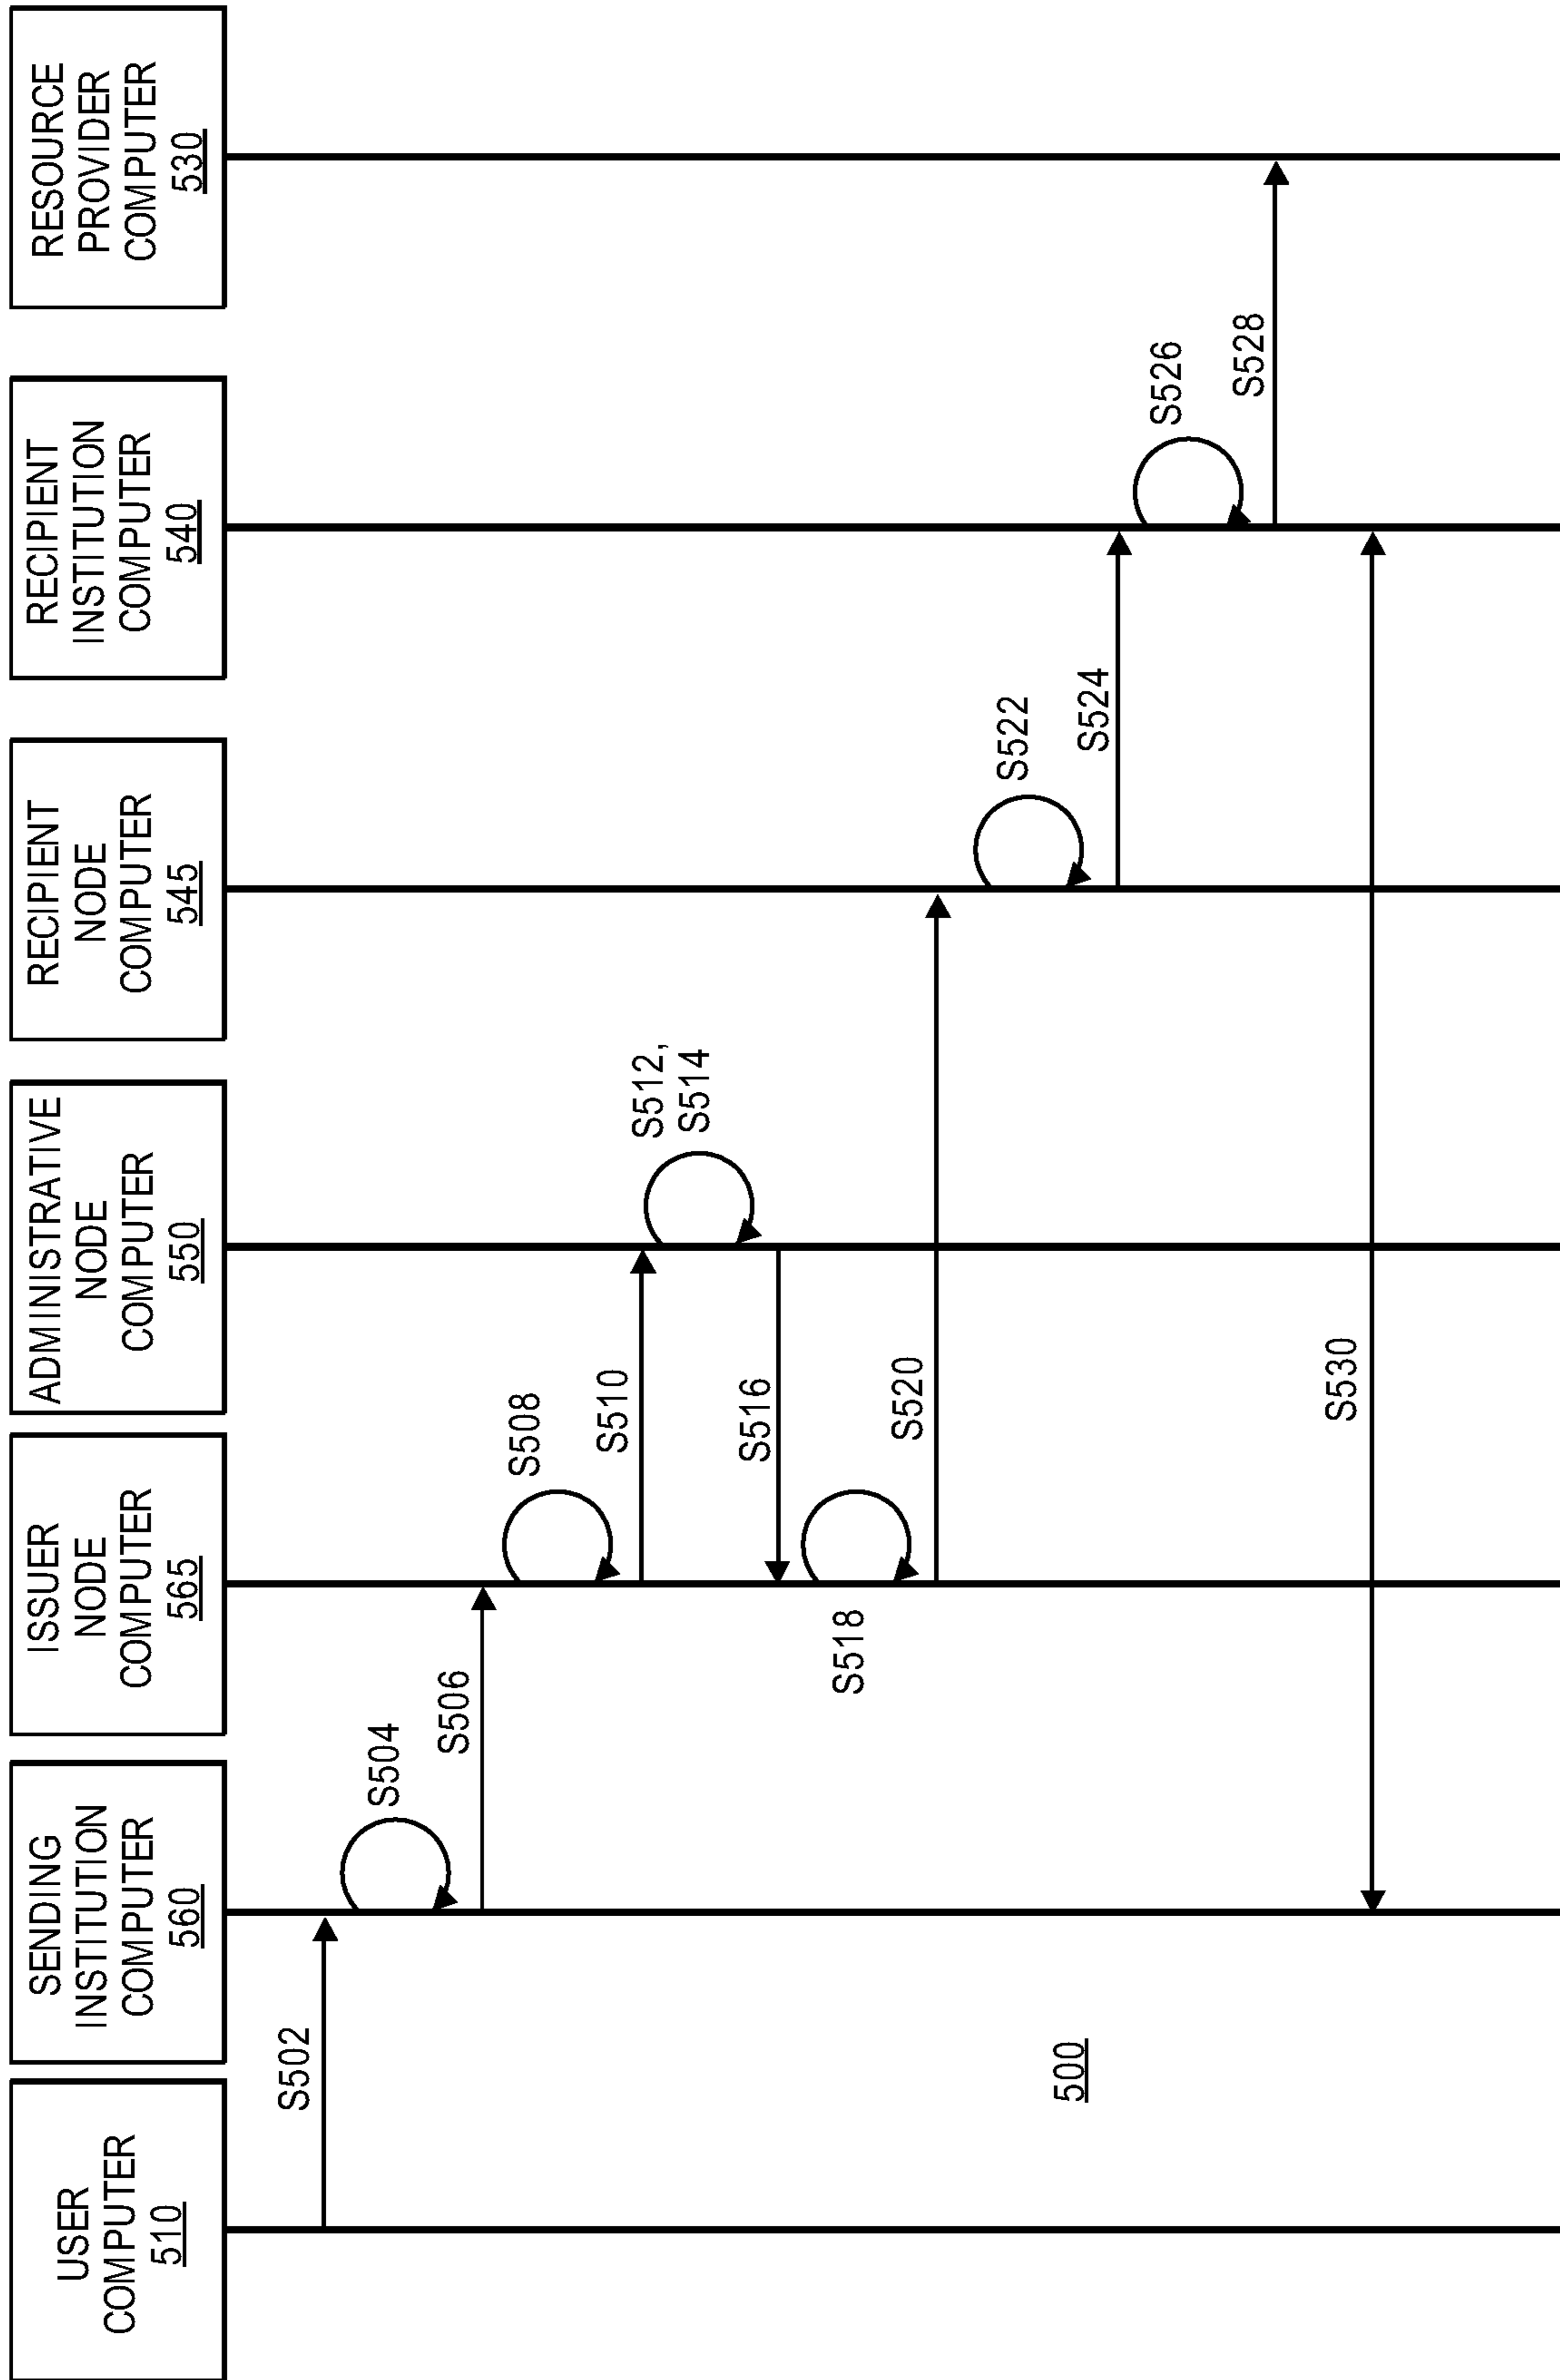 USER
COMPUTER
510
SENDING
INSTITUTION
COMPUTER
560
ISSUER
NODE
COMPUTER
565
ADMINISTRATIVE
NODE
COMPUTER
550
RECIPIENT
NODE
COMPUTER
545
RECIPIENT
INSTITUTION
COMPUTER
540
RESOURCE
PROVIDER
COMPUTER
530
S502
S504
S506
S508
S510
S512,
S514
S516
S518
S520
S522
S524
S526
S528
S530
500